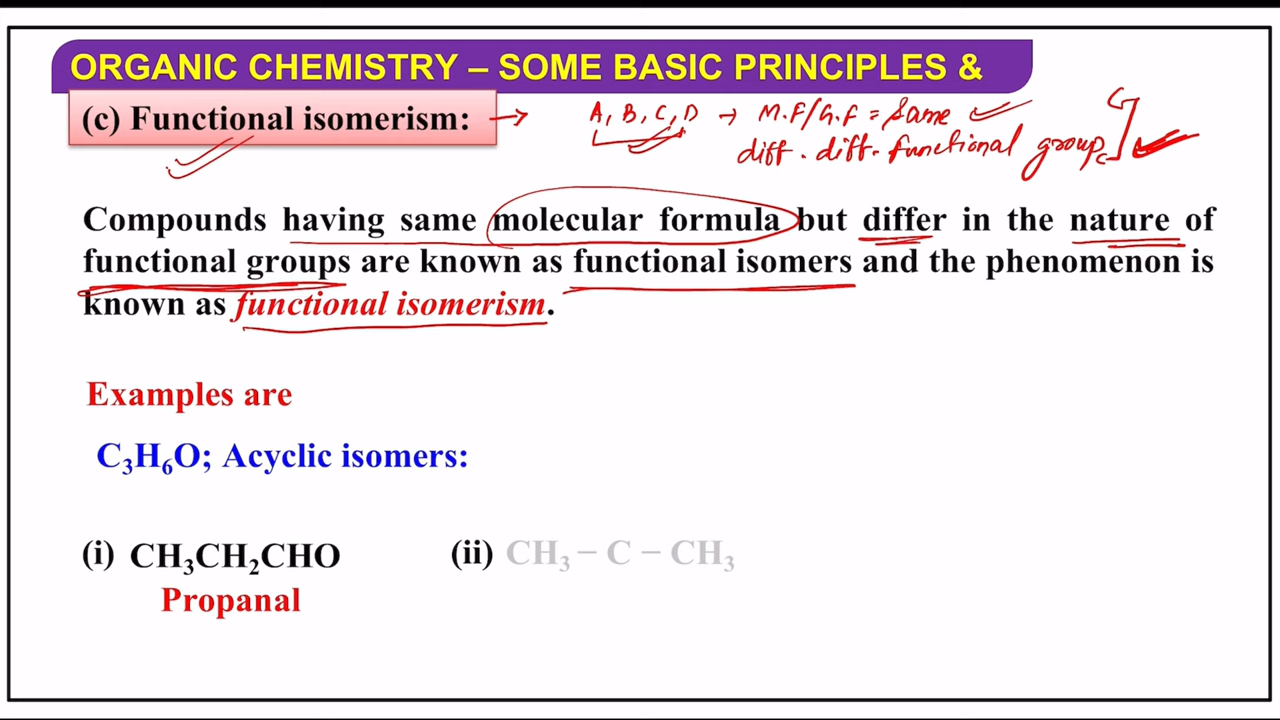 ORGANIC CHEMISTRY – SOME BASIC PRINCIPLES &
(c) Functional isomerism: → A, B, C, D → M.F/G.F = Same
diff. diff. functional group
Compounds having same molecular formula but differ in the nature of
functional groups are known as functional isomers and the phenomenon is
known as functional isomerism.
Examples are
C₃H₆O; Acyclic isomers:
(i) CH₃CH₂CHO (ii) CH₃ – C – CH₃
Propanal